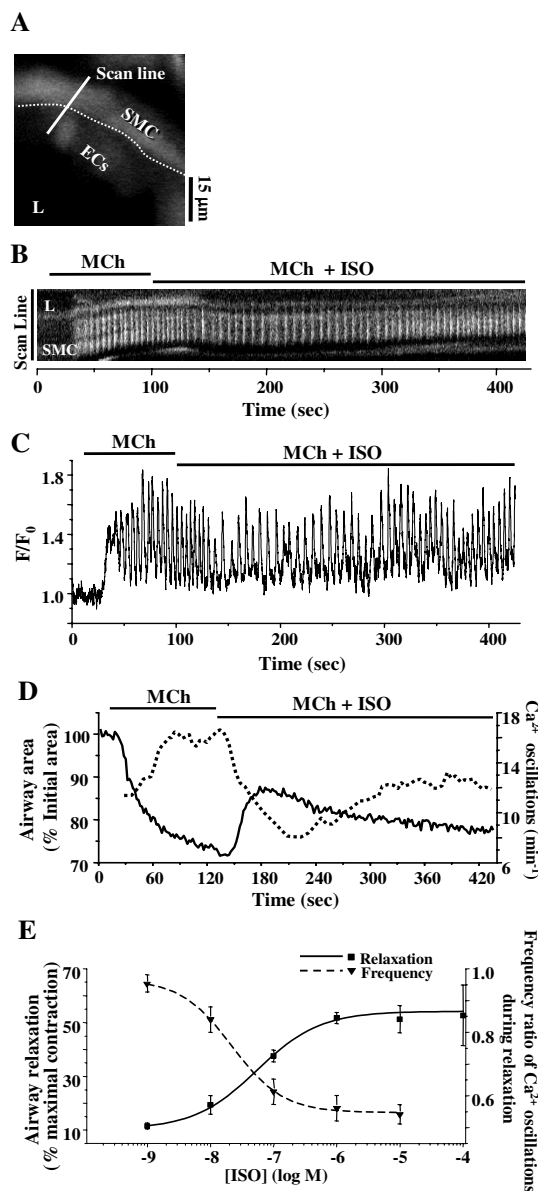 A
Scan line
SMC
ECs
L
15 µm
B
MCh
MCh + ISO
Scan Line
L
SMC
0 100 200 300 400
Time (sec)
C
MCh
MCh + ISO
F/F0
1.8
1.4
1.0
0 100 200 300 400
Time (sec)
D
MCh
MCh + ISO
Airway area
(% Initial area)
100
90
80
70
18
16
14
12
10
8
6
Ca2+
oscillations (min-1)
0 60 120 180 240 300 360 420
Time (sec)
E
Relaxation
Frequency
Airway relaxation
(% maximal contraction)
70
50
30
10
1.0
0.8
0.6
Frequency ratio of Ca2+ oscillations
during relaxation
-9 -8 -7 -6 -5 -4
[ISO] (log M)